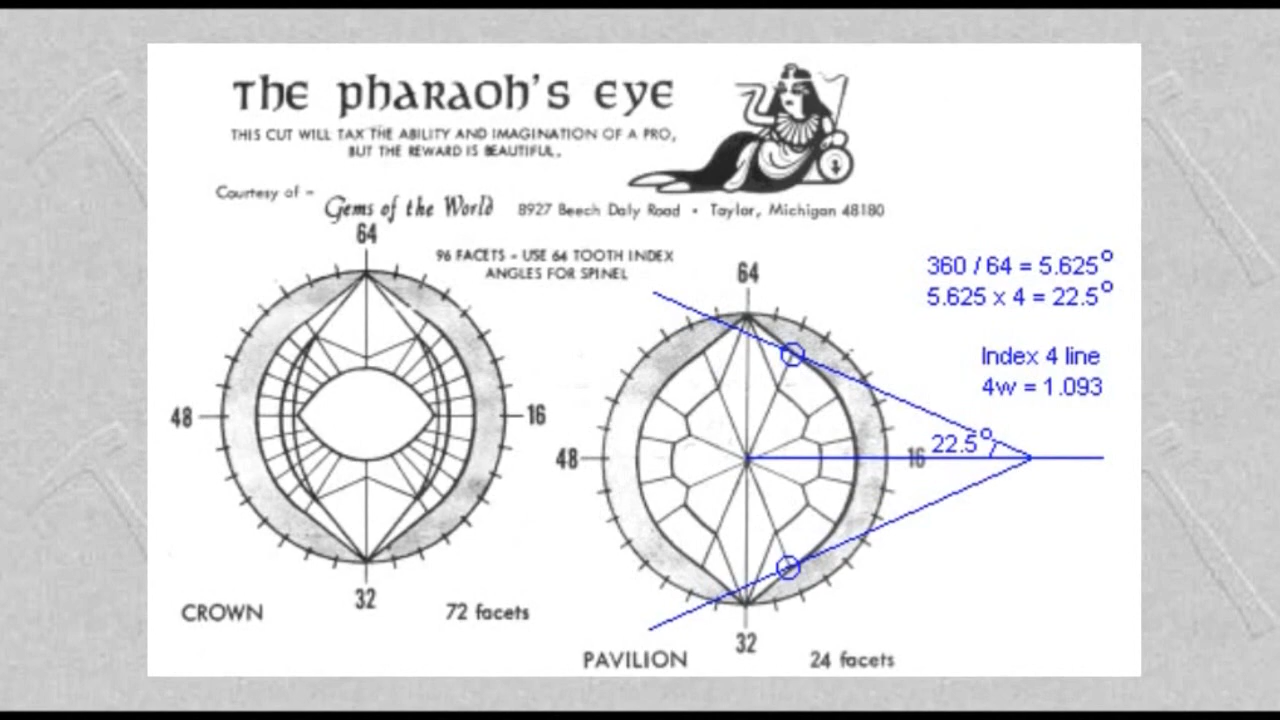 The Pharaoh's Eye
THIS CUT WILL TAX THE ABILITY AND IMAGINATION OF A PRO,
BUT THE REWARD IS BEAUTIFUL.
Courtesy of -
Gems of the World 8927 Beech Daly Road • Taylor, Michigan 48180
96 FACETS - USE 64 TOOTH INDEX
ANGLES FOR SPINEL
64
48
16
32
CROWN 72 facets
64
48
16
32
PAVILION 24 facets
360 / 64 = 5.625°
5.625 x 4 = 22.5°
Index 4 line
4w = 1.093
22.5°